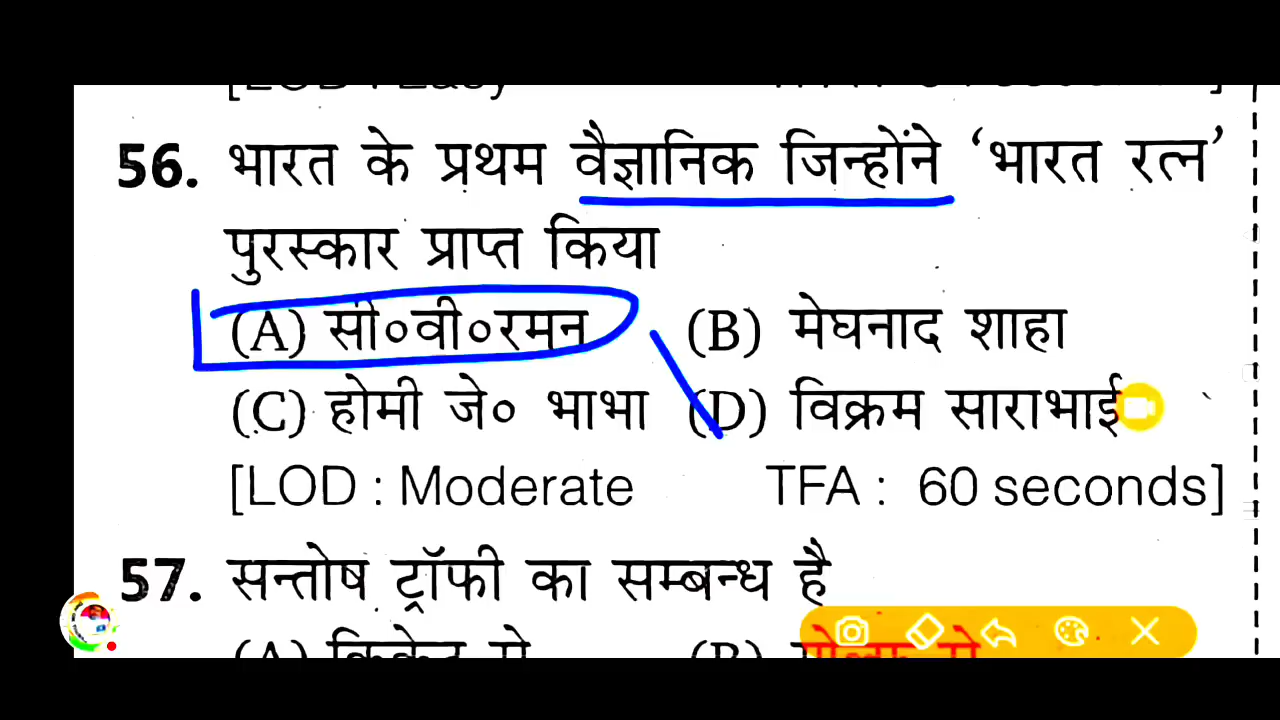 56. भारत के प्रथम वैज्ञानिक जिन्होंने ‘भारत रत्न’
पुरस्कार प्राप्त किया
(A) सी०वी०रमन (B) मेघनाद शाहा
(C) होमी जे० भाभा (D) विक्रम साराभाई
[LOD : Moderate TFA : 60 seconds]
57. सन्तोष ट्रॉफी का सम्बन्ध है
(A) क्रिकेट से (B)